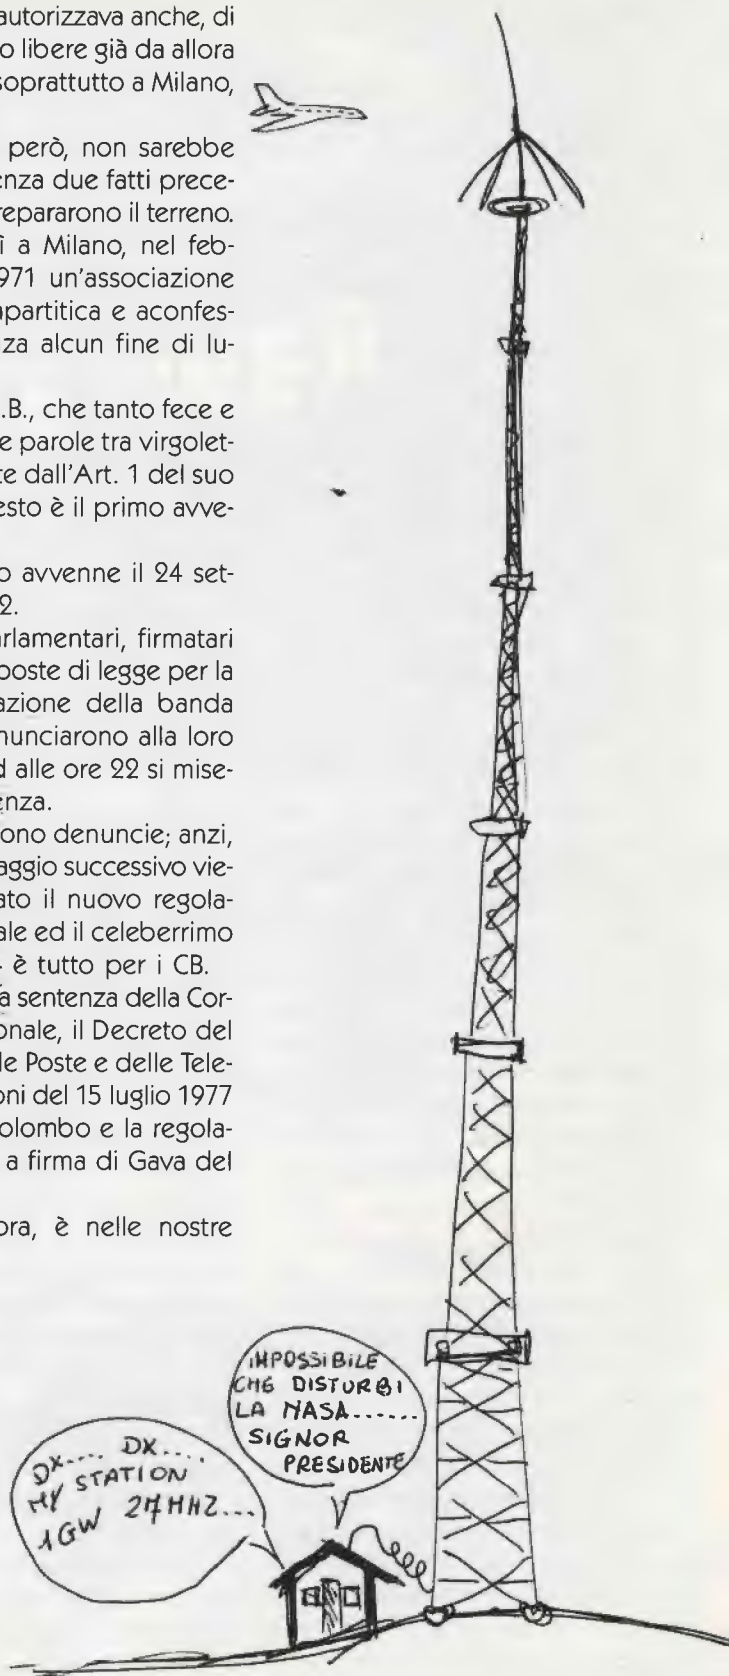 autorizzava anche, di
o libere già da allora
soprattutto a Milano,
però, non sarebbe
enza due fatti prece-
repararono il terreno.
ì a Milano, nel feb-
971 un'associazione
apartitica e aconfes-
za alcun fine di lu-
.B., che tanto fece e
e parole tra virgolet-
te dall'Art. 1 del suo
esto è il primo avve-
o avvenne il 24 set-
2.
arlamentari, firmatari
poste di legge per la
azione della banda
nunciarono alla loro
d alle ore 22 si mise-
enza.
ono denuncie; anzi,
aggio successivo vie-
ato il nuovo regola-
ale ed il celeberrimo
è tutto per i CB.
a sentenza della Cor-
onale, il Decreto del
le Poste e delle Tele-
oni del 15 luglio 1977
olombo e la regola-
a firma di Gava del
ora, è nelle nostre
IMPOSSIBILE
CHE DISTURBI
LA NASA......
SIGNOR
PRESIDENTE
DX.... DX....
MY STATION
1GW 27MHZ...